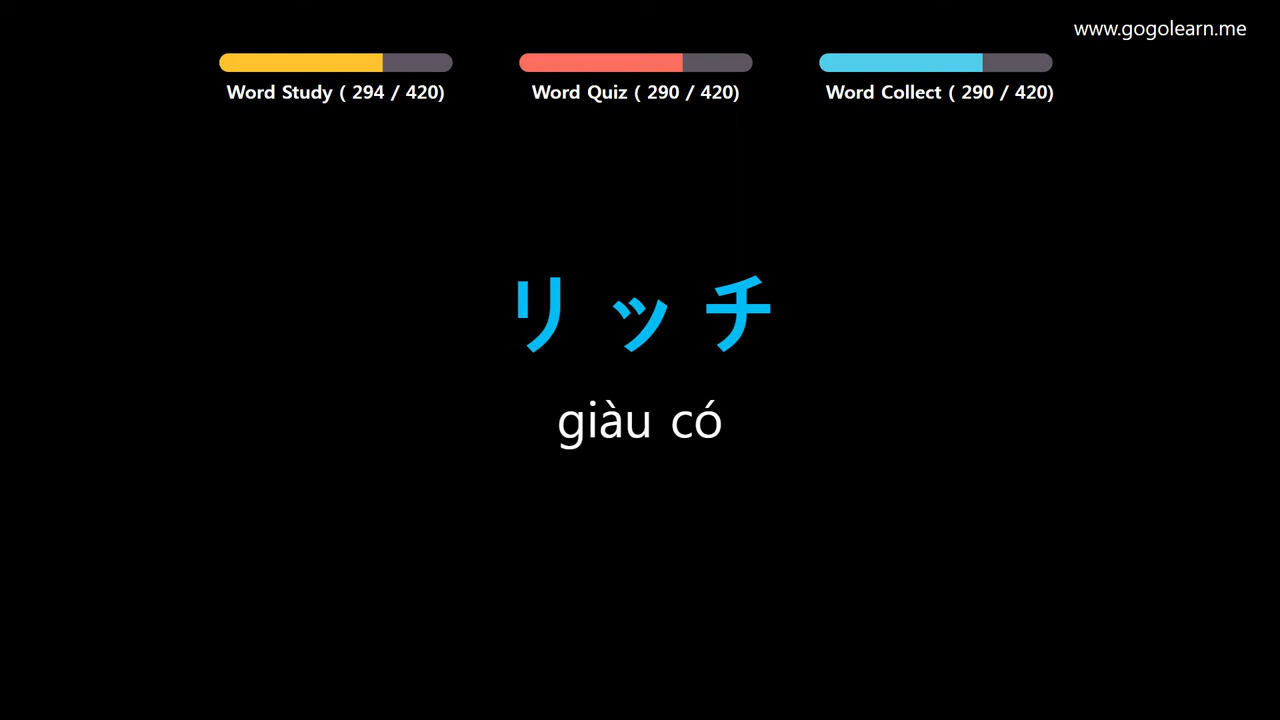 www.gogolearn.me
Word Study ( 294 / 420)
Word Quiz ( 290 / 420)
Word Collect ( 290 / 420)
リッチ
giàu có